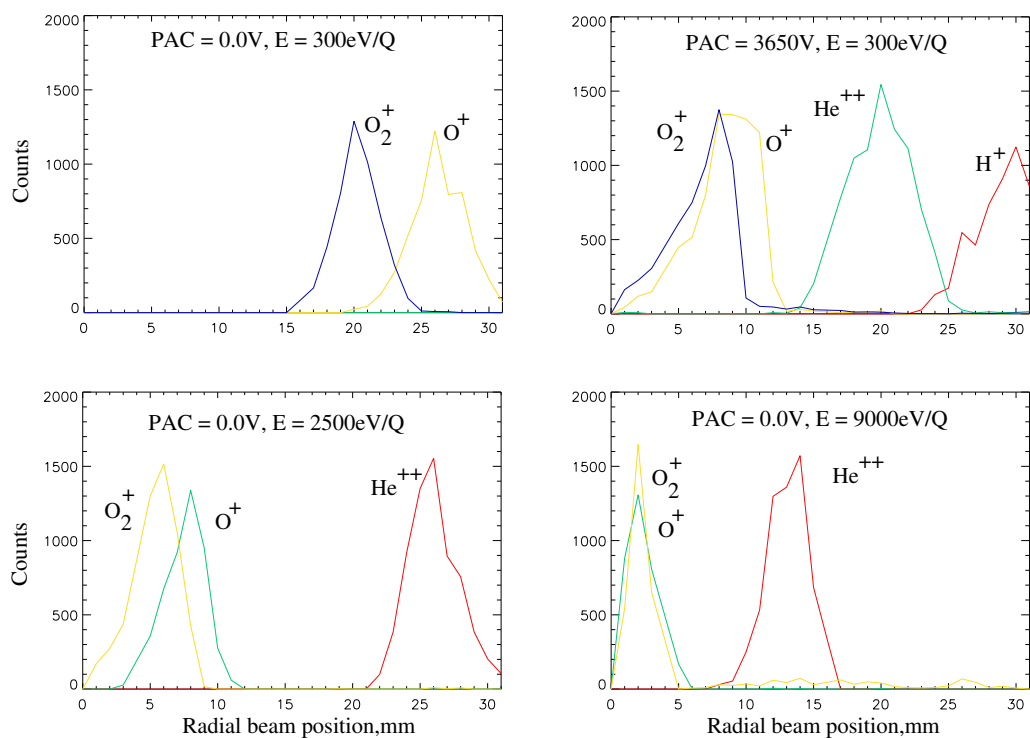 PAC = 0.0V, E = 300eV/Q
O2+ O+
Counts
2000
1500
1000
500
0
0 5 10 15 20 25 30
PAC = 3650V, E = 300eV/Q
O2+ O+ He++ H+
2000
1500
1000
500
0
0 5 10 15 20 25 30
PAC = 0.0V, E = 2500eV/Q
O2+ O+ He++
Counts
2000
1500
1000
500
0
0 5 10 15 20 25 30
Radial beam position,mm
PAC = 0.0V, E = 9000eV/Q
O2+
O+
He++
2000
1500
1000
500
0
0 5 10 15 20 25 30
Radial beam position,mm